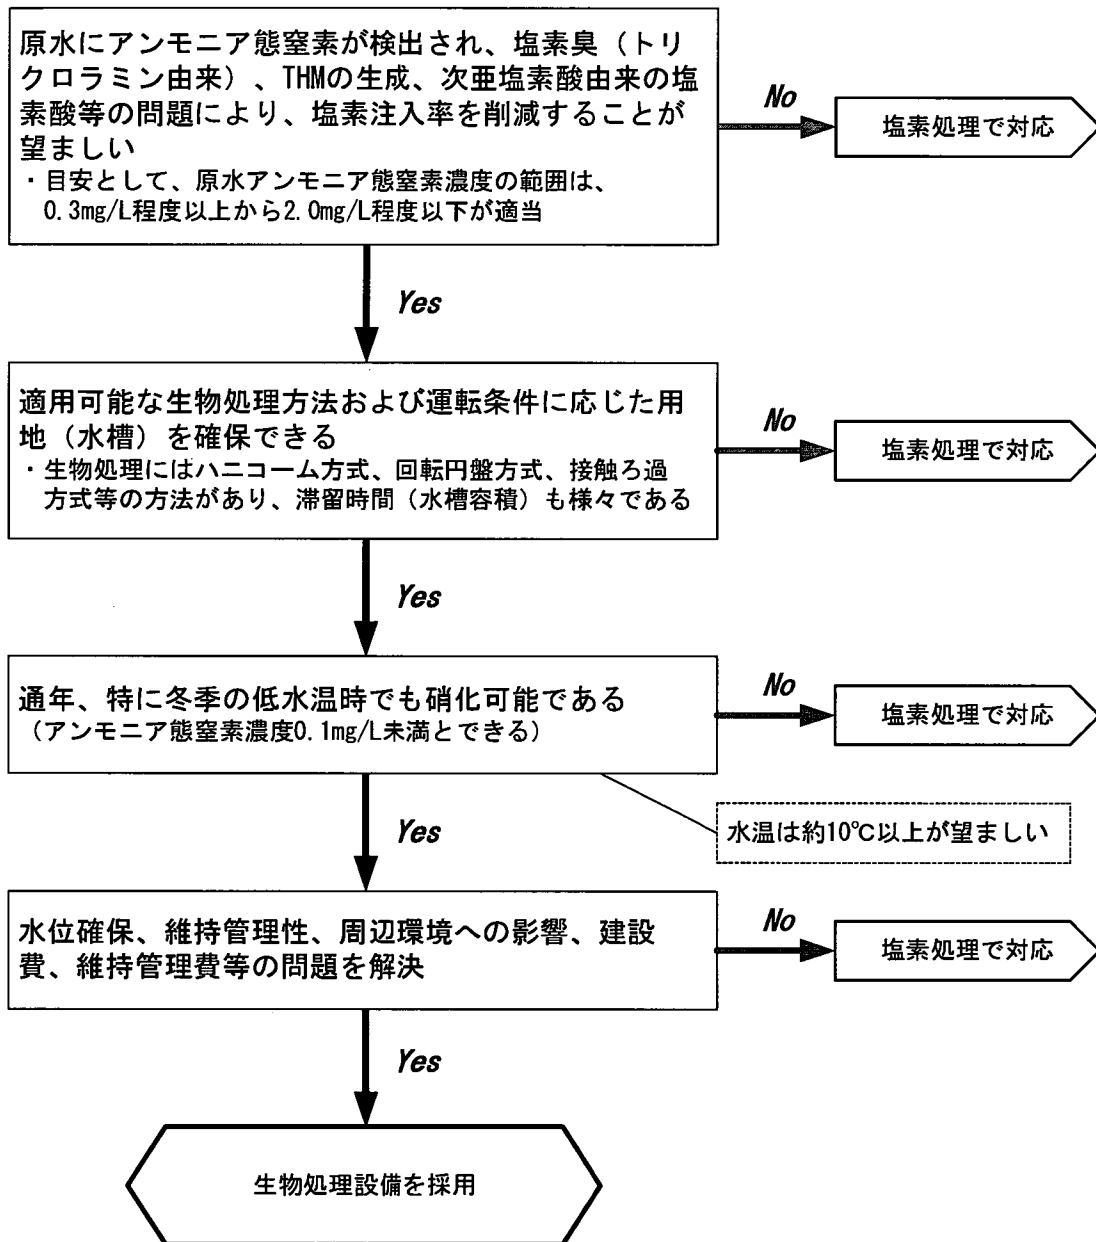 原水にアンモニア態窒素が検出され、塩素臭（トリ
クロラミン由来）、THMの生成、次亜塩素酸由来の塩
素酸等の問題により、塩素注入率を削減することが
望ましい
・目安として、原水アンモニア態窒素濃度の範囲は、
0.3mg/L程度以上から2.0mg/L程度以下が適当
No
塩素処理で対応
Yes
適用可能な生物処理方法および運転条件に応じた用
地（水槽）を確保できる
・生物処理にはハニコーム方式、回転円盤方式、接触ろ過
方式等の方法があり、滞留時間（水槽容積）も様々である
No
塩素処理で対応
Yes
通年、特に冬季の低水温時でも硝化可能である
（アンモニア態窒素濃度0.1mg/L未満とできる）
No
塩素処理で対応
水温は約10℃以上が望ましい
Yes
水位確保、維持管理性、周辺環境への影響、建設
費、維持管理費等の問題を解決
No
塩素処理で対応
Yes
生物処理設備を採用